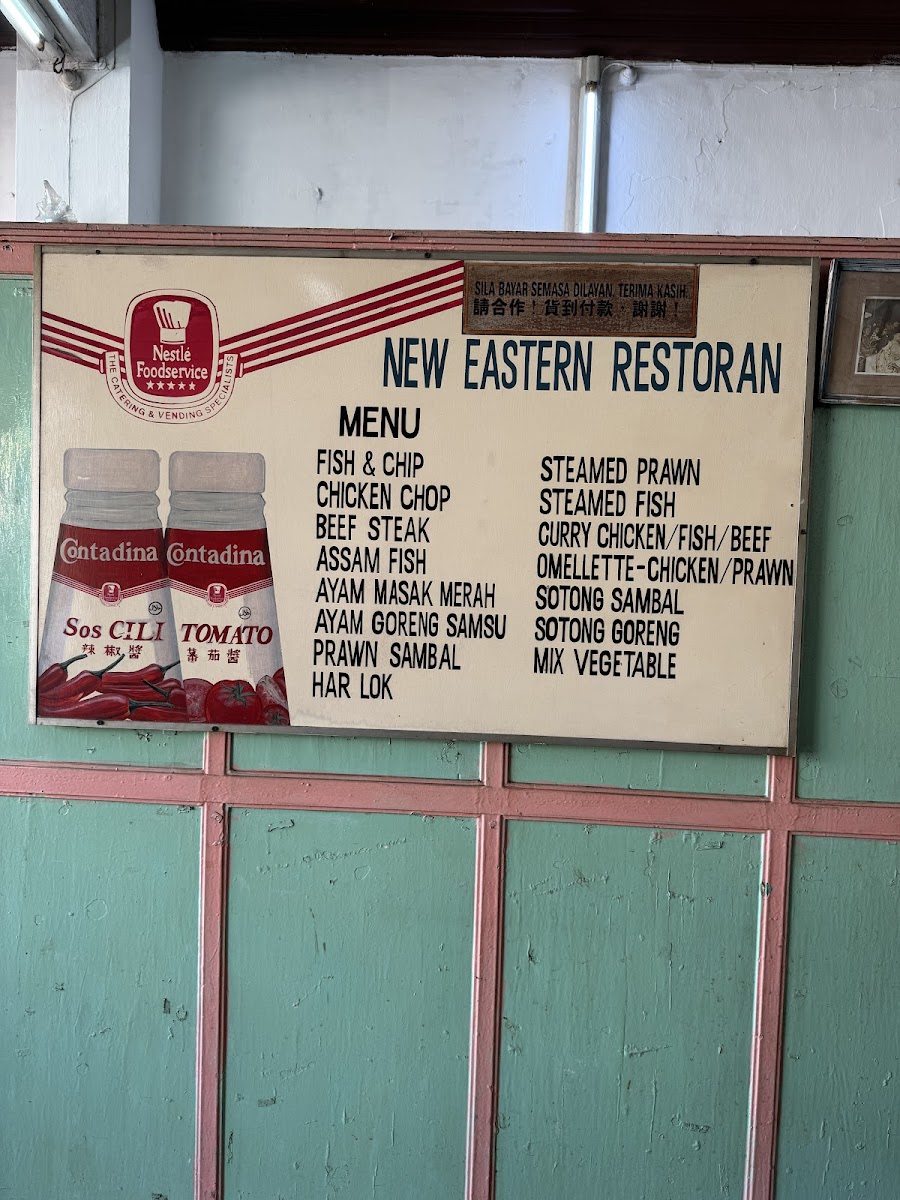 SILA BAYAR SEMASA DILAYAN. TERIMA KASIH.
請合作！貨到付款，謝謝！
Nestlé
Foodservice
THE CATERING & VENDING SPECIALISTS
NEW EASTERN RESTORAN
MENU
FISH & CHIP
CHICKEN CHOP
BEEF STEAK
ASSAM FISH
AYAM MASAK MERAH
AYAM GORENG SAMSU
PRAWN SAMBAL
HAR LOK
STEAMED PRAWN
STEAMED FISH
CURRY CHICKEN/FISH/BEEF
OMELLETTE-CHICKEN/PRAWN
SOTONG SAMBAL
SOTONG GORENG
MIX VEGETABLE
Contadina
Sos CILI
辣椒醬
Contadina
TOMATO
蕃茄醬